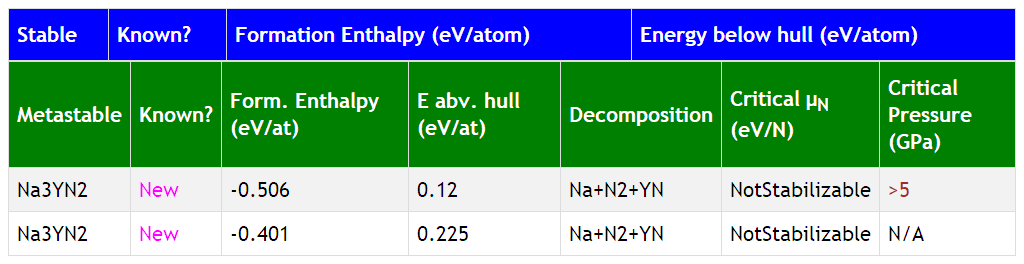 Stable Known? Formation Enthalpy (eV/atom) Energy below hull (eV/atom)
Metastable Known? Form. Enthalpy (eV/at) E abv. hull (eV/at) Decomposition Critical μN (eV/N) Critical Pressure (GPa)
Na3YN2 New -0.506 0.12 Na+N2+YN NotStabilizable >5
Na3YN2 New -0.401 0.225 Na+N2+YN NotStabilizable N/A